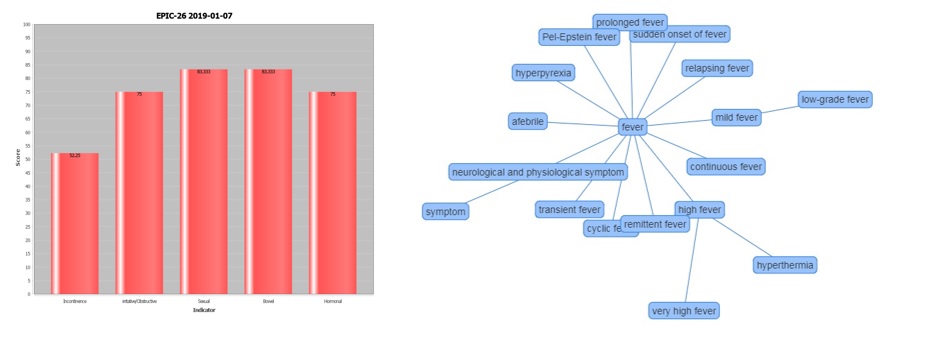 EPIC-26 2019-01-07
100
95
90
85
80
75
70
65
60
55
50
45
40
35
30
25
20
15
10
5
0
Score
52,25
75
83,333
83,333
75
Incontinence
Irritative/Obstructive
Sexual
Bowel
Hormonal
Indikator
prolonged fever
Pel-Epstein fever
sudden onset of fever
hyperpyrexia
relapsing fever
low-grade fever
mild fever
afebrile
fever
continuous fever
neurological and physiological symptom
symptom
transient fever
high fever
cyclic fe
remittent fever
hyperthermia
very high fever